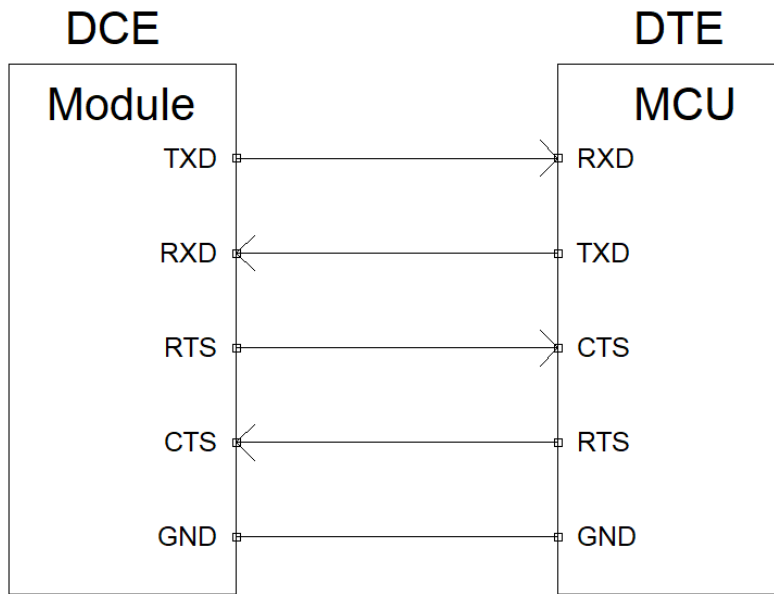 DCE DTE
Module MCU
TXD RXD
RXD TXD
RTS CTS
CTS RTS
GND GND